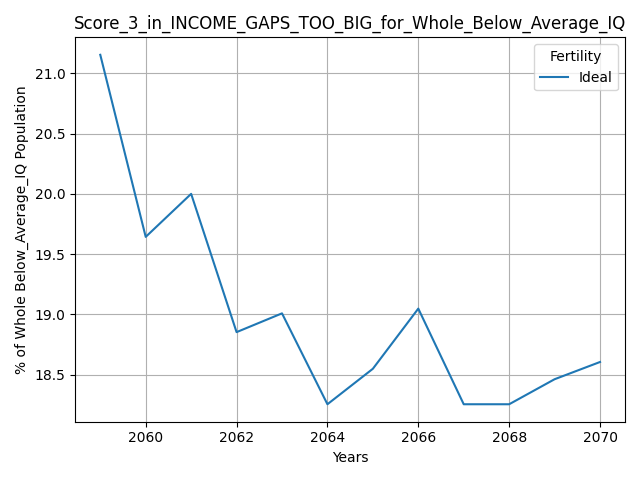 Score_3_in_INCOME_GAPS_TOO_BIG_for_Whole_Below_Average_IQ
Fertility
Ideal
% of Whole Below_Average_IQ Population
21.0
20.5
20.0
19.5
19.0
18.5
2060 2062 2064 2066 2068 2070
Years